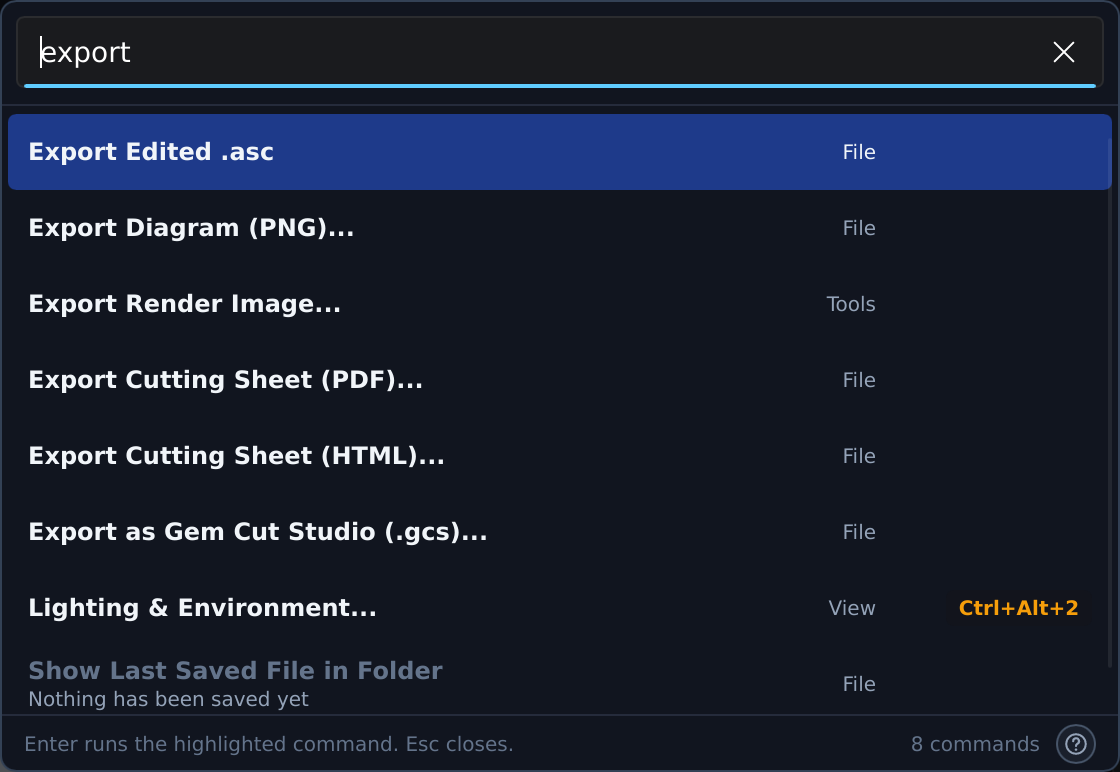 export
Export Edited .asc File
Export Diagram (PNG)... File
Export Render Image... Tools
Export Cutting Sheet (PDF)... File
Export Cutting Sheet (HTML)... File
Export as Gem Cut Studio (.gcs)... File
Lighting & Environment... View Ctrl+Alt+2
Show Last Saved File in Folder File
Nothing has been saved yet
Enter runs the highlighted command. Esc closes. 8 commands ?